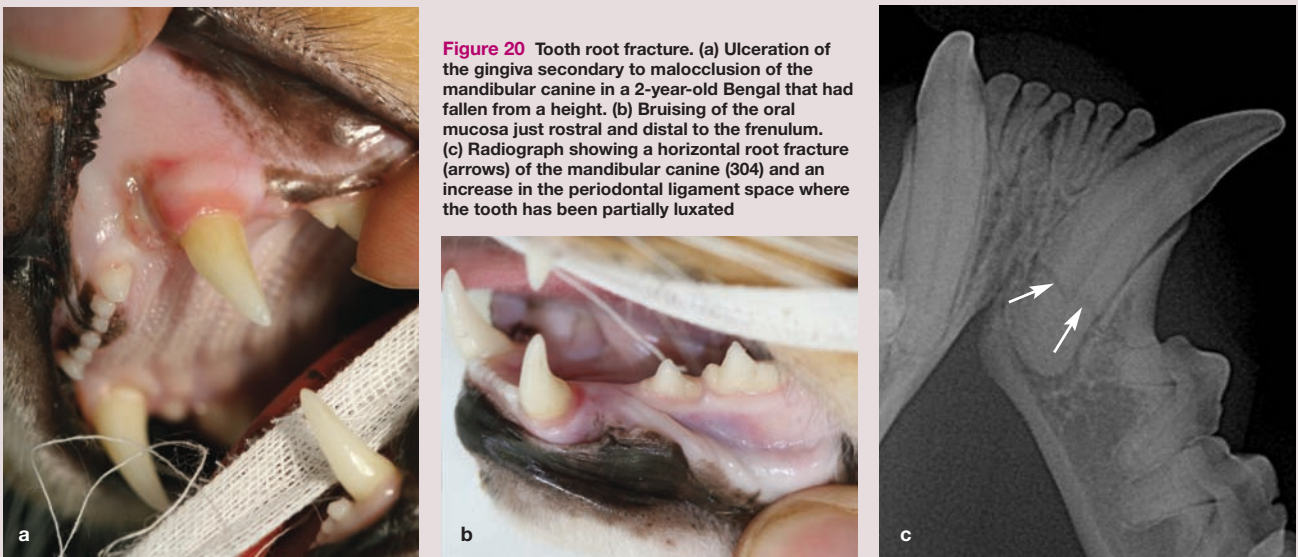 Figure 20 Tooth root fracture. (a) Ulceration of
the gingiva secondary to malocclusion of the
mandibular canine in a 2-year-old Bengal that had
fallen from a height. (b) Bruising of the oral
mucosa just rostral and distal to the frenulum.
(c) Radiograph showing a horizontal root fracture
(arrows) of the mandibular canine (304) and an
increase in the periodontal ligament space where
the tooth has been partially luxated
a
b
c